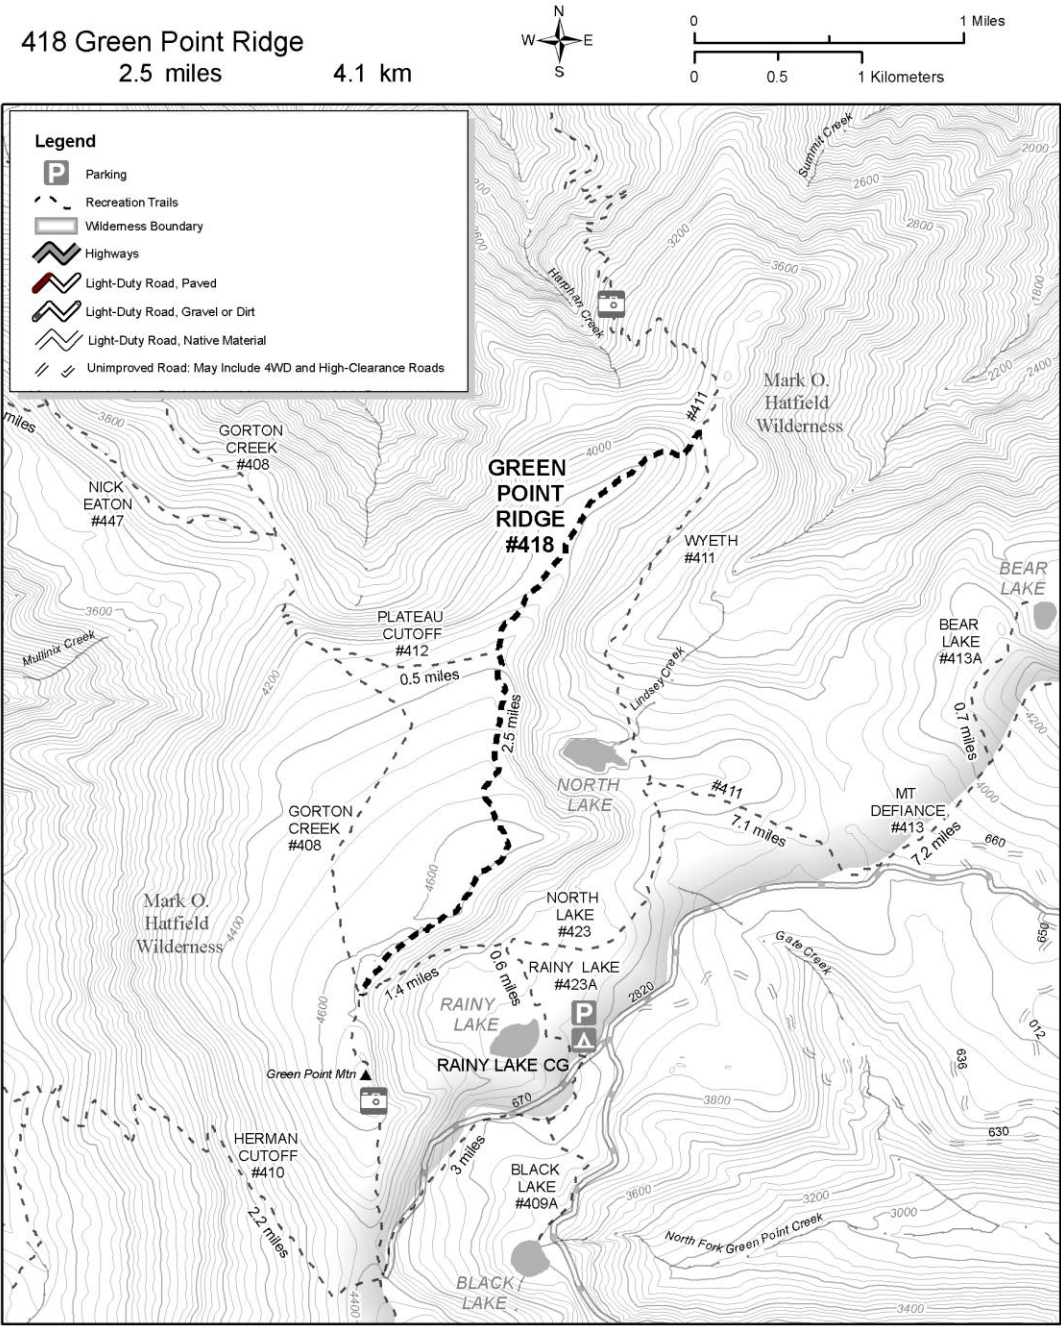 418 Green Point Ridge
2.5 miles 4.1 km
N
W E
S
0 1 Miles
0 0.5 1 Kilometers
Legend
P Parking
Recreation Trails
Wilderness Boundary
Highways
Light-Duty Road, Paved
Light-Duty Road, Gravel or Dirt
Light-Duty Road, Native Material
Unimproved Road: May Include 4WD and High-Clearance Roads
Summit Creek
2000
2600
2800
3200
3600
1800
2200
2400
Harphan Creek
Mark O.
Hatfield
Wilderness
#411
miles
3800
GORTON
CREEK
#408
4000
GREEN
POINT
RIDGE
#418
NICK
EATON
#447
WYETH
#411
BEAR
LAKE
3600
PLATEAU
CUTOFF
#412
0.5 miles
BEAR
LAKE
#413A
Mullinix Creek
4200
Lindsey Creek
0.7 miles
4200
2.5 miles
NORTH
LAKE
#411
7.1 miles
4000
MT
DEFIANCE
#413
7.2 miles
660
GORTON
CREEK
#408
4600
Mark O.
Hatfield
Wilderness
4400
NORTH
LAKE
#423
650
Gate Creek
0.6 miles
RAINY LAKE
#423A
1.4 miles
2820
4600
RAINY
LAKE
P
012
RAINY LAKE CG
636
Green Point Mtn
670
3800
630
HERMAN
CUTOFF
#410
3 miles
BLACK
LAKE
#409A
3600
3200
3000
2.2 miles
North Fork Green Point Creek
BLACK
LAKE
4400
3400